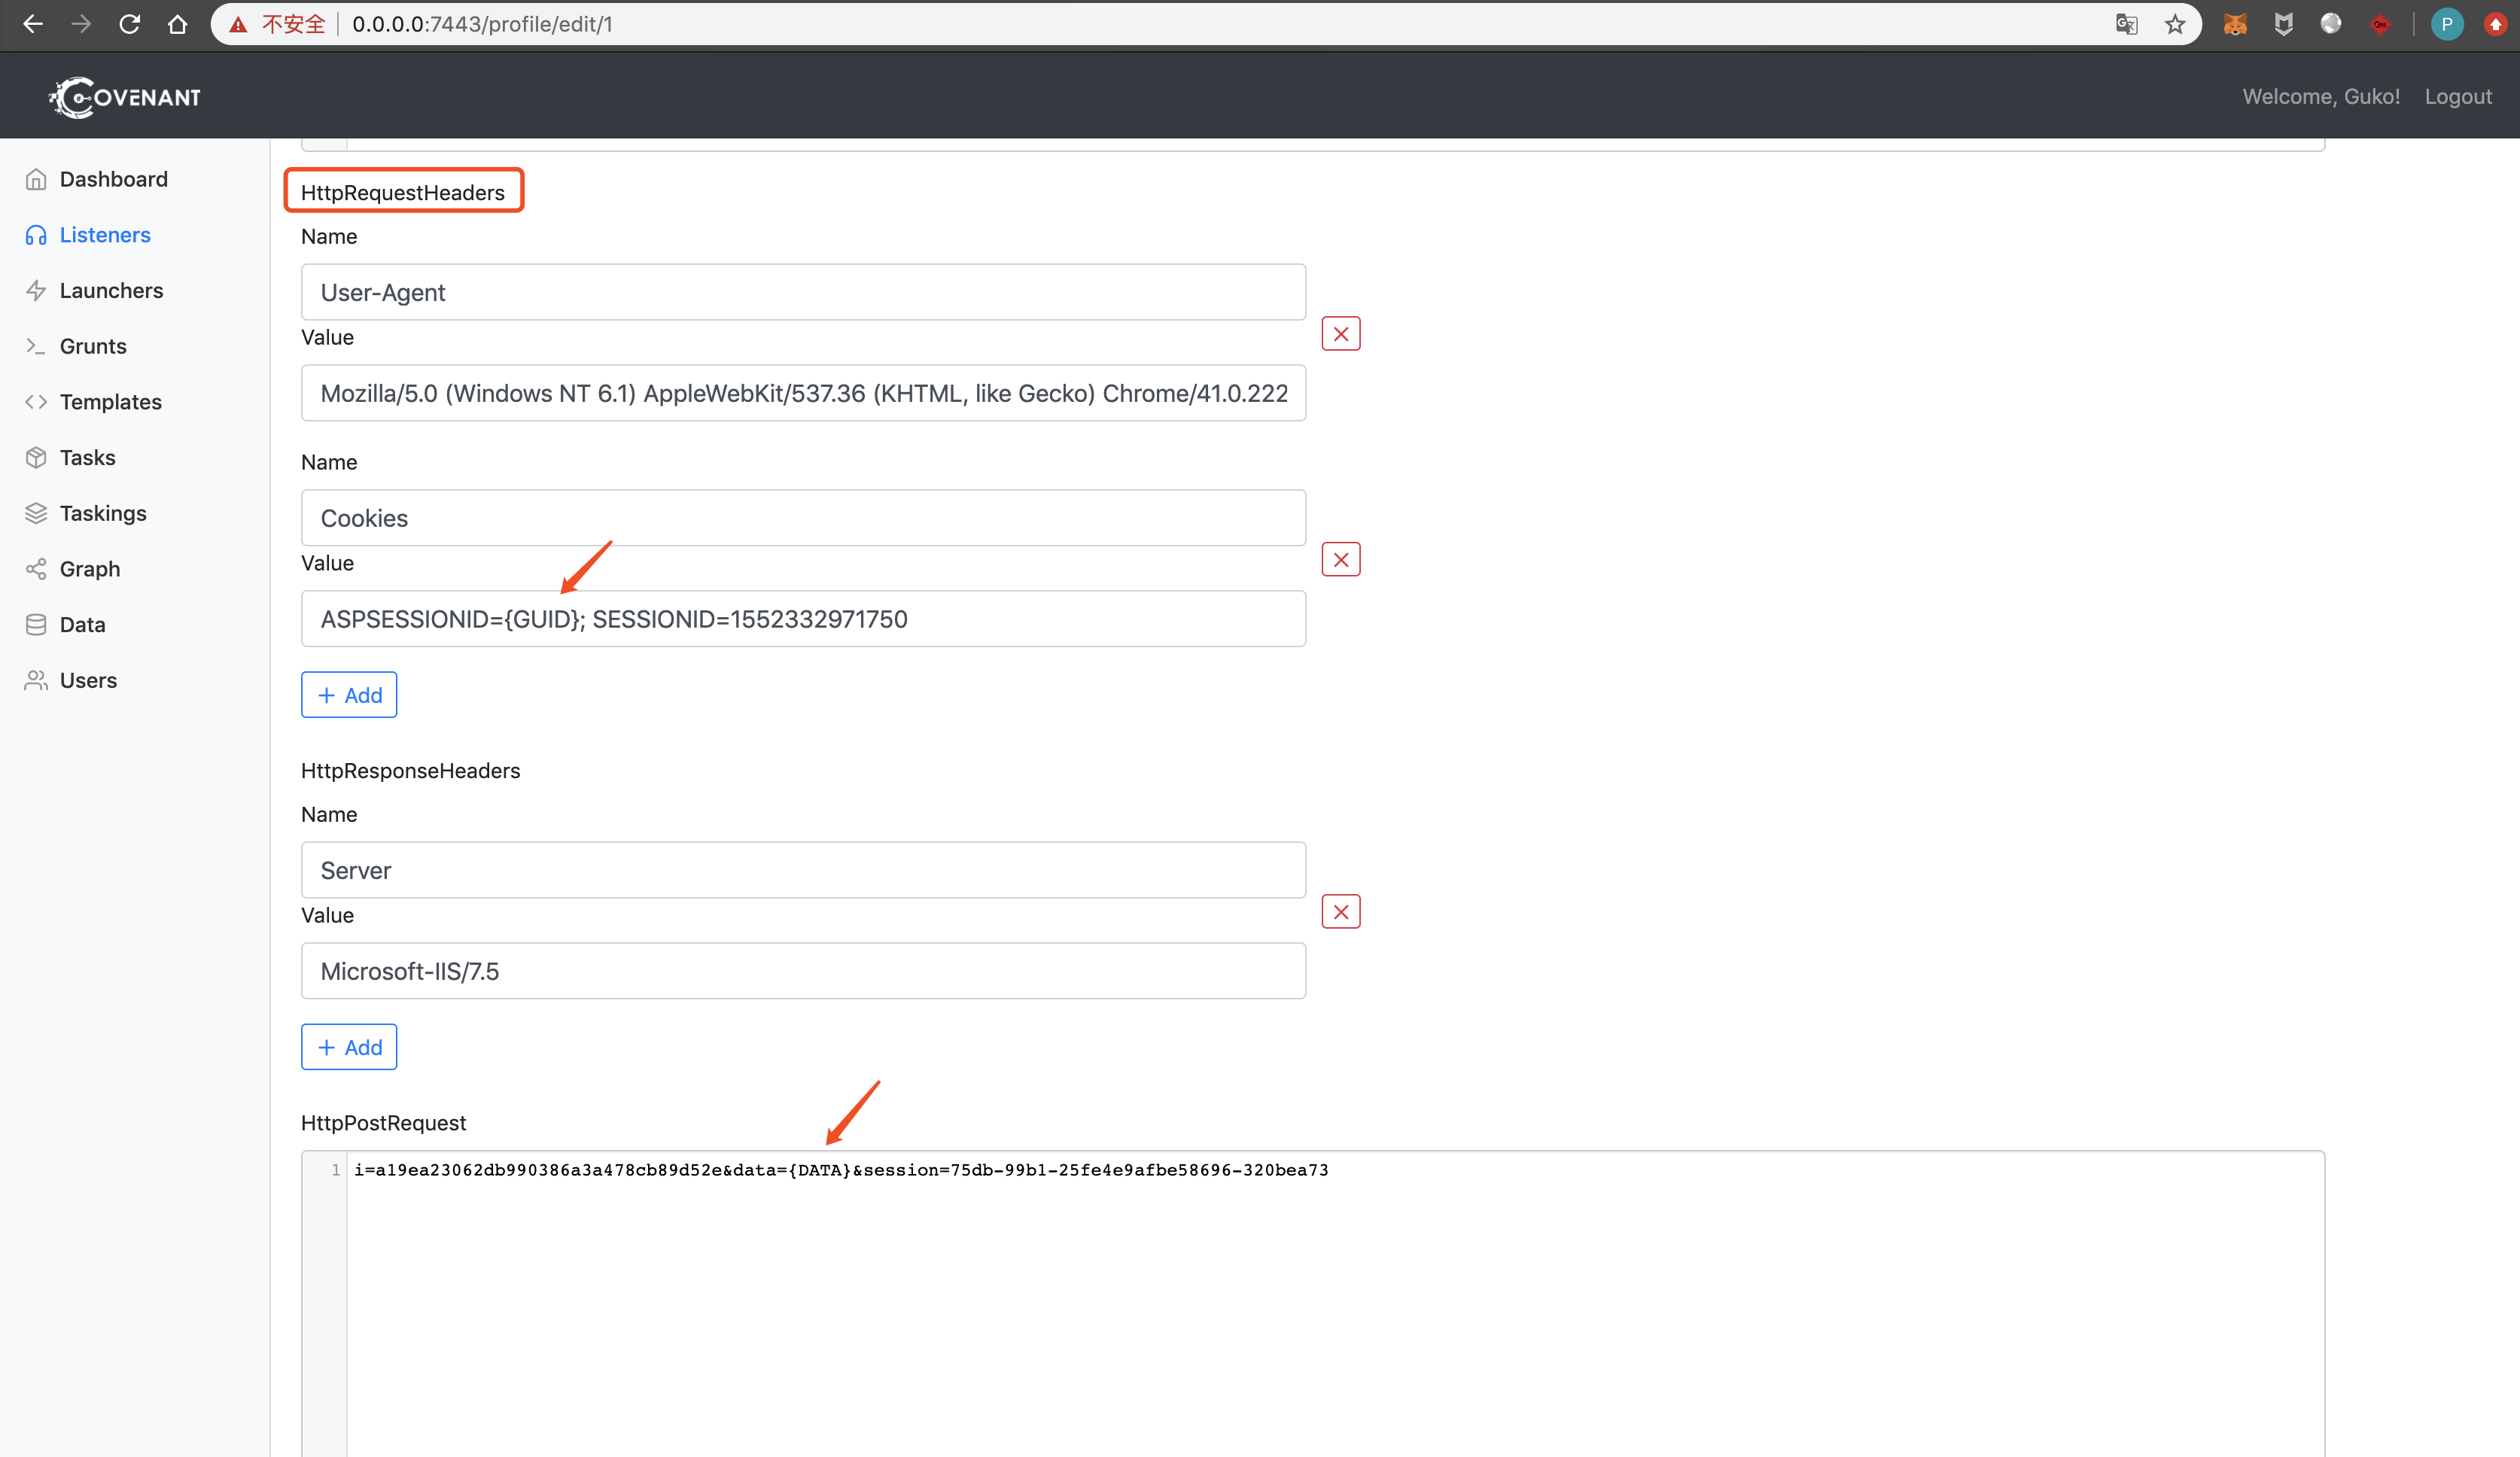 不安全 0.0.0.0:7443/profile/edit/1 P
COVENANT Welcome, Guko! Logout
Dashboard
Listeners
Launchers
Grunts
Templates
Tasks
Taskings
Graph
Data
Users
HttpRequestHeaders
Name
User-Agent
Value
Mozilla/5.0 (Windows NT 6.1) AppleWebKit/537.36 (KHTML, like Gecko) Chrome/41.0.222
Name
Cookies
Value
ASPSESSIONID={GUID}; SESSIONID=1552332971750
+ Add
HttpResponseHeaders
Name
Server
Value
Microsoft-IIS/7.5
+ Add
HttpPostRequest
1 i=a19ea23062db990386a3a478cb89d52e&data={DATA}&session=75db-99b1-25fe4e9afbe58696-320bea73